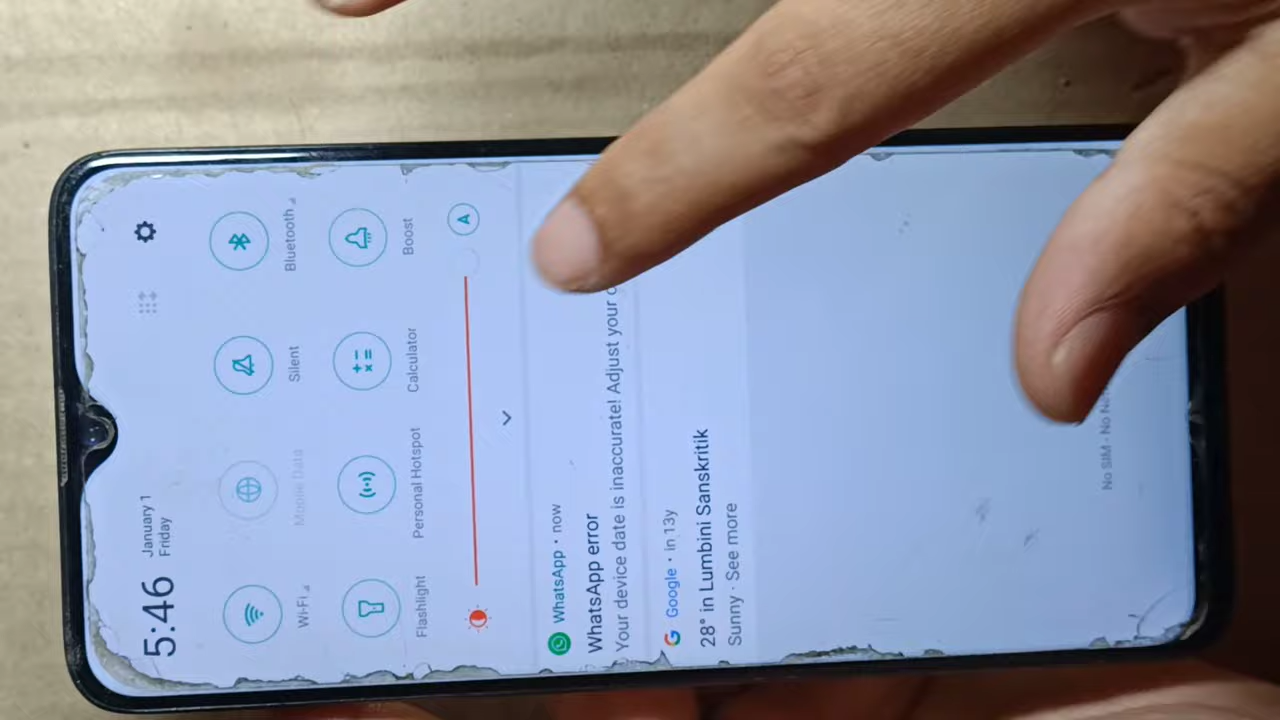 5:46
January 1
Friday
Wi-Fi
Mobile Data
Silent
Bluetooth
Flashlight
Personal Hotspot
Calculator
Boost
A
WhatsApp · now
WhatsApp error
Your device date is inaccurate! Adjust your
Google · in 13y
28° in Lumbini Sanskritik
Sunny · See more
No SIM - No